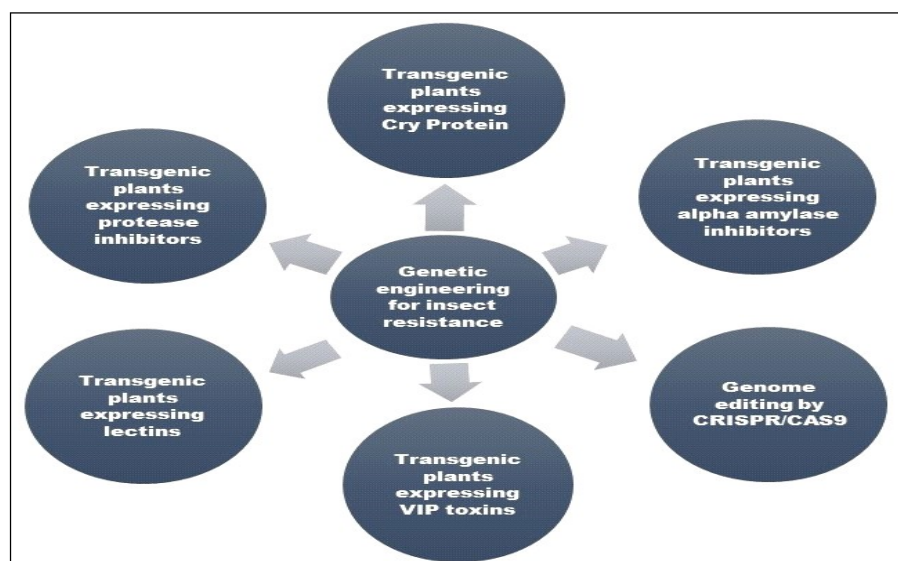 Transgenic
plants
expressing
Cry Protein
Transgenic
plants
expressing
protease
inhibitors
Transgenic
plants
expressing
alpha amylase
inhibitors
Genetic
engineering
for insect
resistance
Transgenic
plants
expressing
lectins
Genome
editing by
CRISPR/CAS9
Transgenic
plants
expressing
VIP toxins